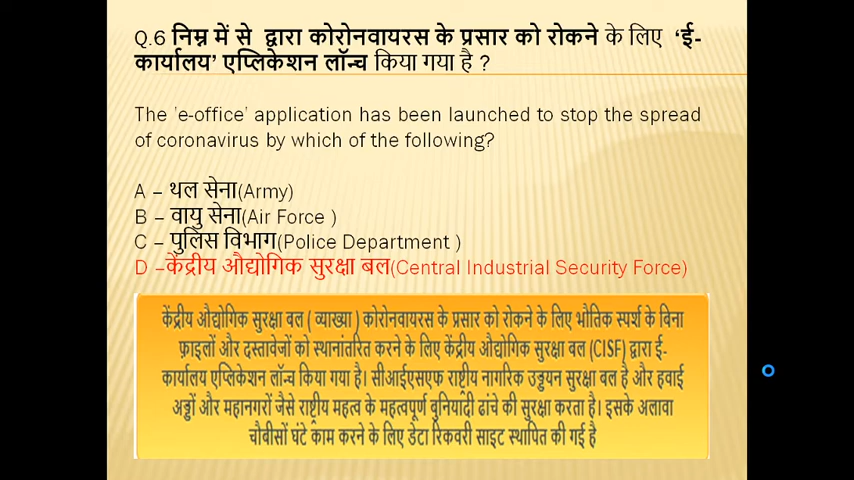 Q.6 निम्न में से द्वारा कोरोनवायरस के प्रसार को रोकने के लिए ‘ई-
कार्यालय’ एप्लिकेशन लॉन्च किया गया है ?
The 'e-office' application has been launched to stop the spread
of coronavirus by which of the following?
A – थल सेना(Army)
B – वायु सेना(Air Force )
C – पुलिस विभाग(Police Department )
D –केंद्रीय औद्योगिक सुरक्षा बल(Central Industrial Security Force)
केंद्रीय औद्योगिक सुरक्षा बल ( व्याख्या ) कोरोनवायरस के प्रसार को रोकने के लिए भौतिक स्पर्श के बिना
फ़ाइलों और दस्तावेजों को स्थानांतरित करने के लिए केंद्रीय औद्योगिक सुरक्षा बल (CISF) द्वारा ई-
कार्यालय एप्लिकेशन लॉन्च किया गया है। सीआईएसएफ राष्ट्रीय नागरिक उड्डयन सुरक्षा बल है और हवाई
अड्डों और महानगरों जैसे राष्ट्रीय महत्व के महत्वपूर्ण बुनियादी ढांचे की सुरक्षा करता है। इसके अलावा
चौबीसों घंटे काम करने के लिए डेटा रिकवरी साइट स्थापित की गई है